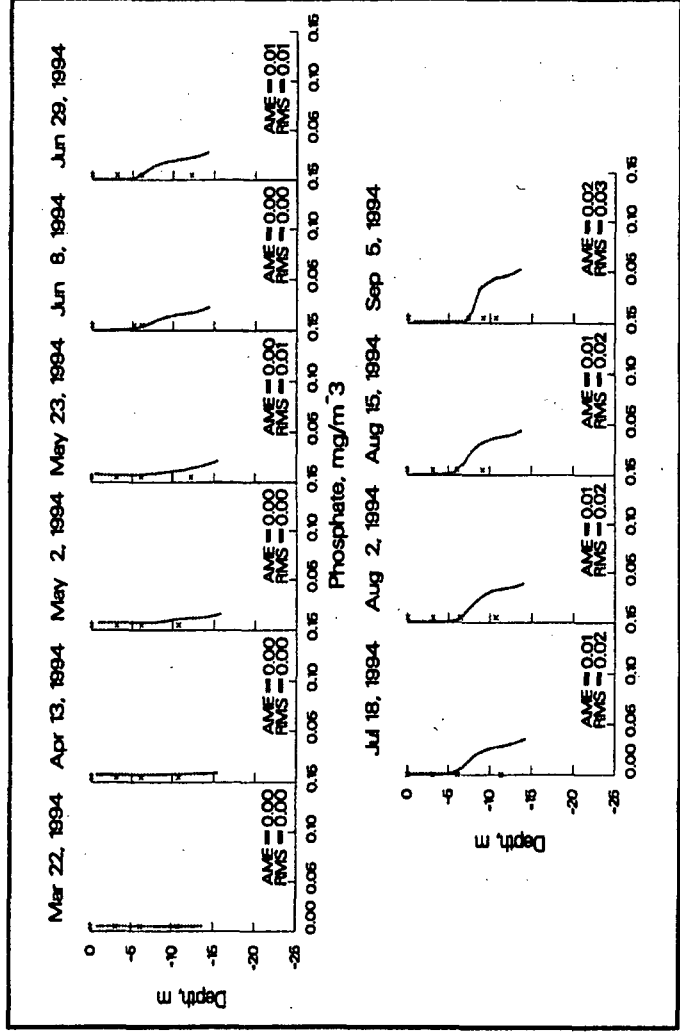 Mar 22, 1994 Apr 13, 1994 May 2, 1994 May 23, 1994 Jun 8, 1994 Jun 29, 1994
0
-5
-10
-15
-20
-25
Depth, m
AME = 0.00 AME = 0.00 AME = 0.00 AME = 0.00 AME = 0.00 AME = 0.01
RMS = 0.00 RMS = 0.00 RMS = 0.00 RMS = 0.01 RMS = 0.00 RMS = 0.01
0.00 0.05 0.10 0.15 0.05 0.10 0.15 0.05 0.10 0.15 0.05 0.10 0.15 0.05 0.10 0.15 0.05 0.10 0.15
Phosphate, mg/m^3
Jul 18, 1994 Aug 2, 1994 Aug 15, 1994 Sep 5, 1994
0
-5
-10
-15
-20
-25
Depth, m
AME = 0.01 AME = 0.01 AME = 0.01 AME = 0.02
RMS = 0.02 RMS = 0.02 RMS = 0.02 RMS = 0.03
0.00 0.05 0.10 0.15 0.05 0.10 0.15 0.05 0.10 0.15 0.05 0.10 0.15